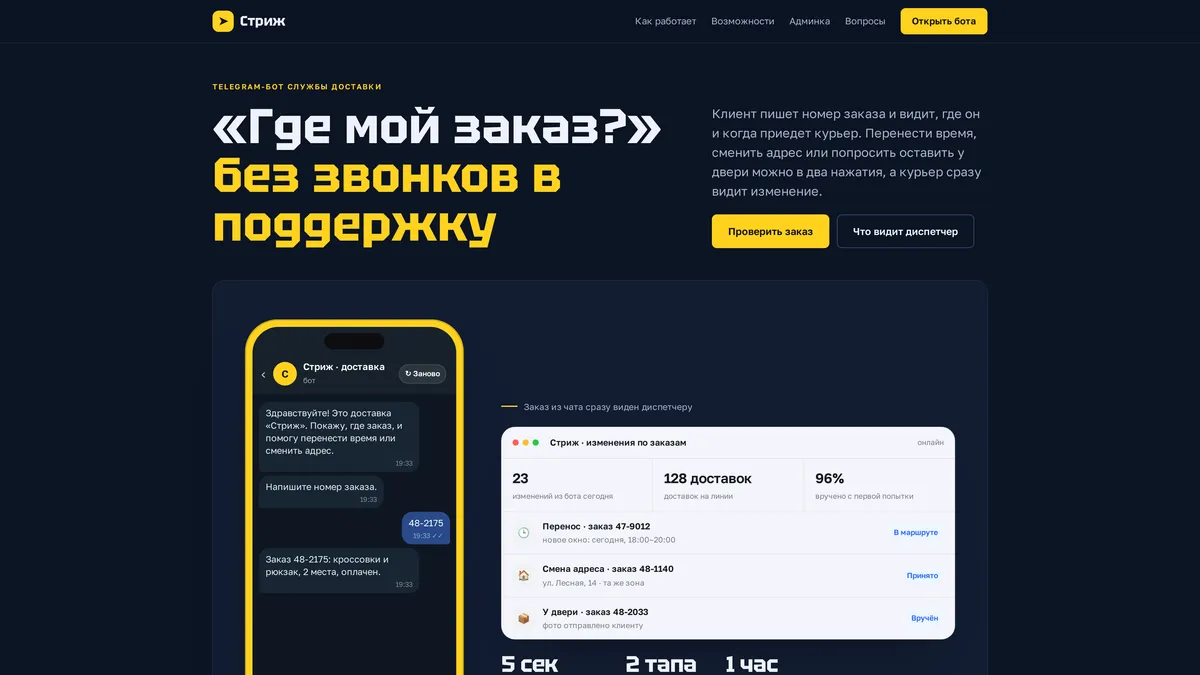 Стриж
Как работает
Возможности
Админка
Вопросы
Открыть бота
TELEGRAM-БОТ СЛУЖБЫ ДОСТАВКИ
«Где мой заказ?»
без звонков в
поддержку
Клиент пишет номер заказа и видит, где он
и когда приедет курьер. Перенести время,
сменить адрес или попросить оставить у
двери можно в два нажатия, а курьер сразу
видит изменение.
Проверить заказ
Что видит диспетчер
С
Стриж · доставка
бот
↻ Заново
Здравствуйте! Это доставка
«Стриж». Покажу, где заказ, и
помогу перенести время или
сменить адрес.
19:33
Напишите номер заказа.
19:33
48-2175
19:33 ✓✓
Заказ 48-2175: кроссовки и
рюкзак, 2 места, оплачен.
19:33
Заказ из чата сразу виден диспетчеру
Стриж · изменения по заказам
онлайн
23
изменений из бота сегодня
128 доставок
доставок на линии
96%
вручено с первой попытки
Перенос · заказ 47-9012
новое окно: сегодня, 18:00–20:00
В маршруте
Смена адреса · заказ 48-1140
ул. Лесная, 14 · та же зона
Принято
У двери · заказ 48-2033
фото отправлено клиенту
Вручён
5 сек
2 тапа
1 час